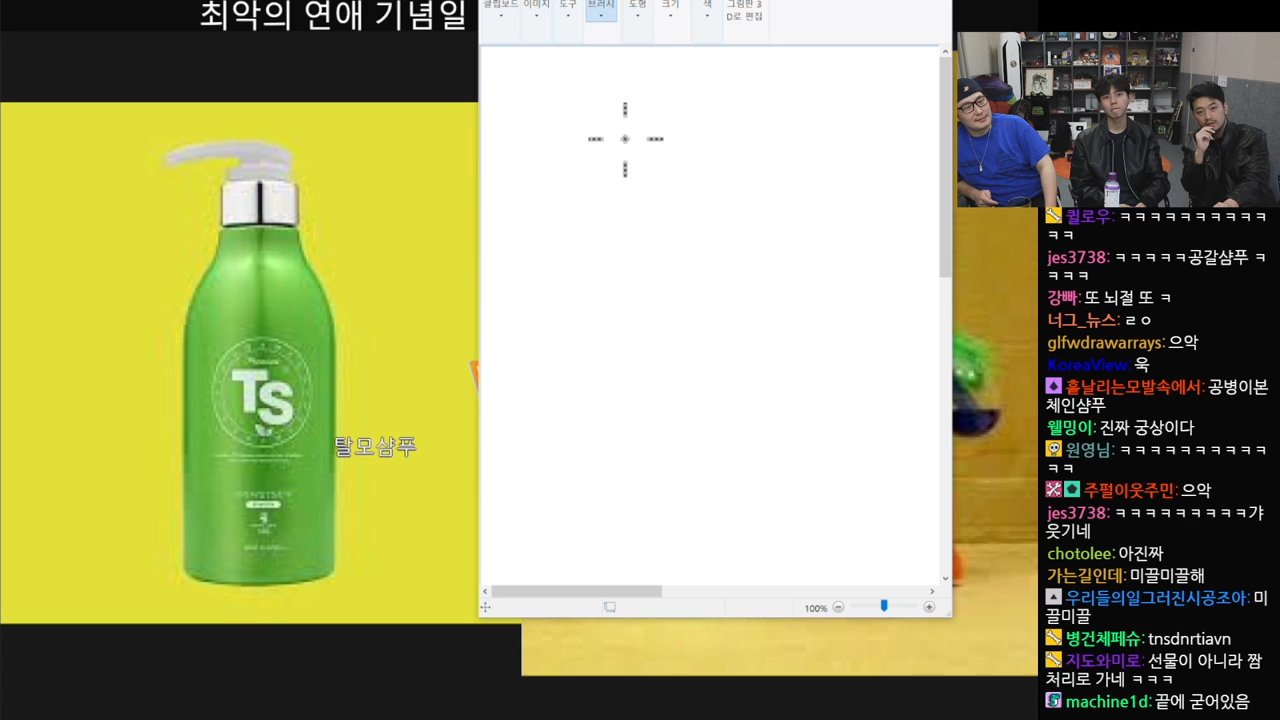 최악의 연애 기념일
클립보드 이미지 도구 브러시 도형 크기 색 그림판 3
D로 편집
TS
탈모샴푸
100%
퀼로우: ㅋㅋㅋㅋㅋㅋㅋㅋㅋㅋ
ㅋㅋ
jes3738: ㅋㅋㅋㅋㅋ공갈샴푸 ㅋ
ㅋㅋㅋㅋ
강빠: 또 뇌절 또 ㅋ
너그_뉴스: ㄹㅇ
glfwdrawarrays: 으악
KoreaView: 욱
흩날리는모발속에서: 공병이본
체인샴푸
웰밍이: 진짜 궁상이다
원영님: ㅋㅋㅋㅋㅋㅋㅋㅋㅋㅋ
ㅋㅋ
주펄이웃주민: 으악
jes3738: ㅋㅋㅋㅋㅋㅋㅋㅋㅋ갸
웃기네
chotolee: 아진짜
가는길인데: 미끌미끌해
우리들의일그러진시공조아: 미
끌미끌
병건체페슈: tnsdnrtiavn
지도와미로: 선물이 아니라 짬
처리로 가네 ㅋㅋㅋ
machine1d: 끝에 굳어있음